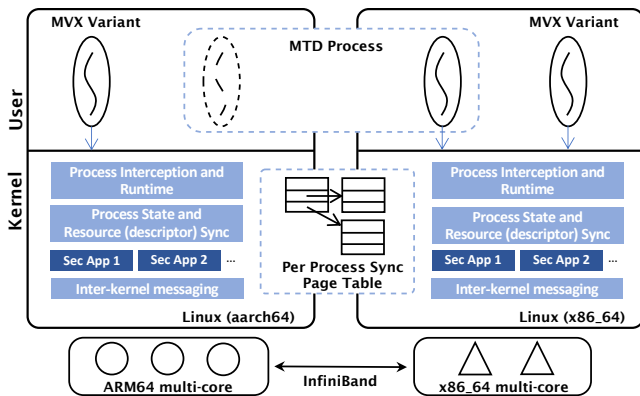 MVX Variant
MTD Process
MVX Variant
User
Kernel
Process Interception and
Runtime
Process State and
Resource (descriptor) Sync
Sec App 1
Sec App 2
...
Inter-kernel messaging
Linux (aarch64)
Per Process Sync
Page Table
Process Interception and
Runtime
Process State and
Resource (descriptor) Sync
Sec App 1
Sec App 2
...
Inter-kernel messaging
Linux (x86_64)
ARM64 multi-core
InfiniBand
x86_64 multi-core